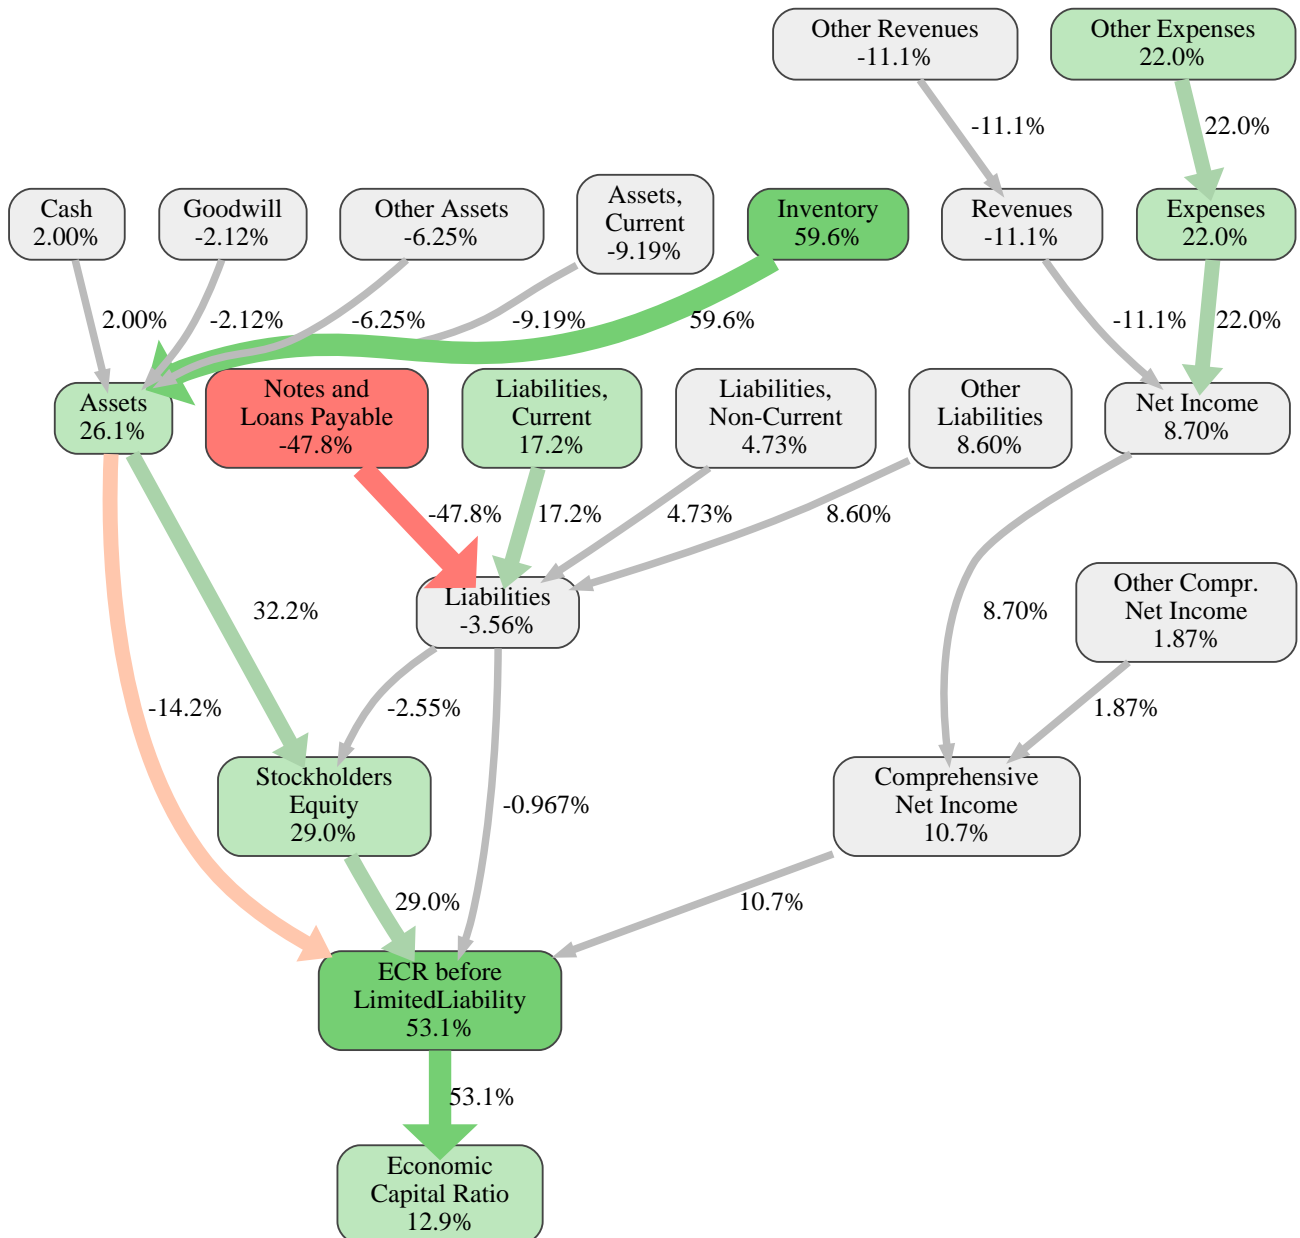 Other Revenues
-11.1%
Other Expenses
22.0%
-11.1%
22.0%
Cash
2.00%
Goodwill
-2.12%
Other Assets
-6.25%
Assets,
Current
-9.19%
Inventory
59.6%
Revenues
-11.1%
Expenses
22.0%
2.00%
-2.12%
-6.25%
-9.19%
59.6%
-11.1%
22.0%
Assets
26.1%
Notes and
Loans Payable
-47.8%
Liabilities,
Current
17.2%
Liabilities,
Non-Current
4.73%
Other
Liabilities
8.60%
Net Income
8.70%
-47.8%
17.2%
4.73%
8.60%
Liabilities
-3.56%
32.2%
8.70%
Other Compr.
Net Income
1.87%
-14.2%
-2.55%
1.87%
Stockholders
Equity
29.0%
-0.967%
Comprehensive
Net Income
10.7%
29.0%
10.7%
ECR before
LimitedLiability
53.1%
53.1%
Economic
Capital Ratio
12.9%